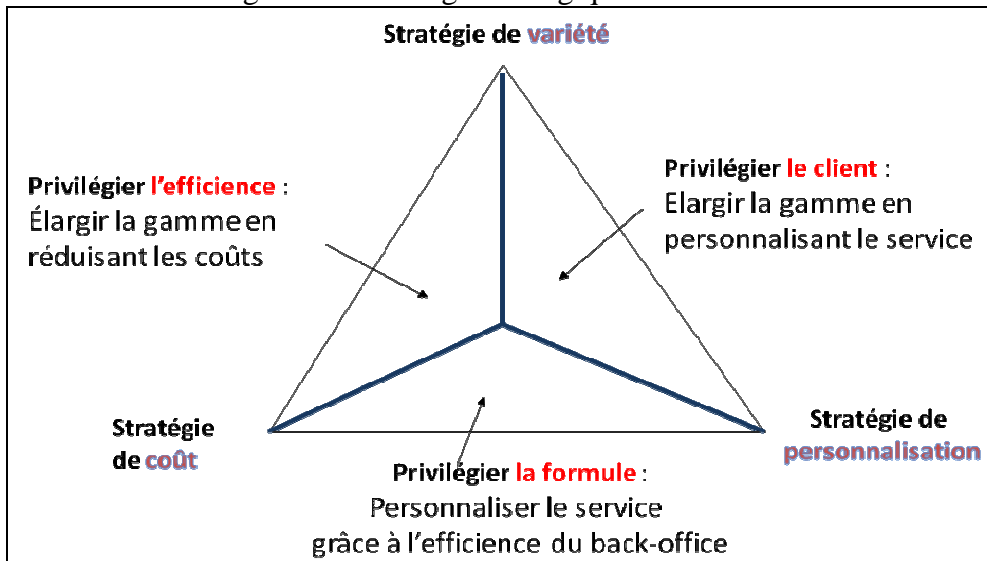 Stratégie de variété
Privilégier l'efficience :
Élargir la gamme en
réduisant les coûts
Privilégier le client :
Elargir la gamme en
personnalisant le service
Stratégie
de coût
Stratégie de
personnalisation
Privilégier la formule :
Personnaliser le service
grâce à l'efficience du back-office